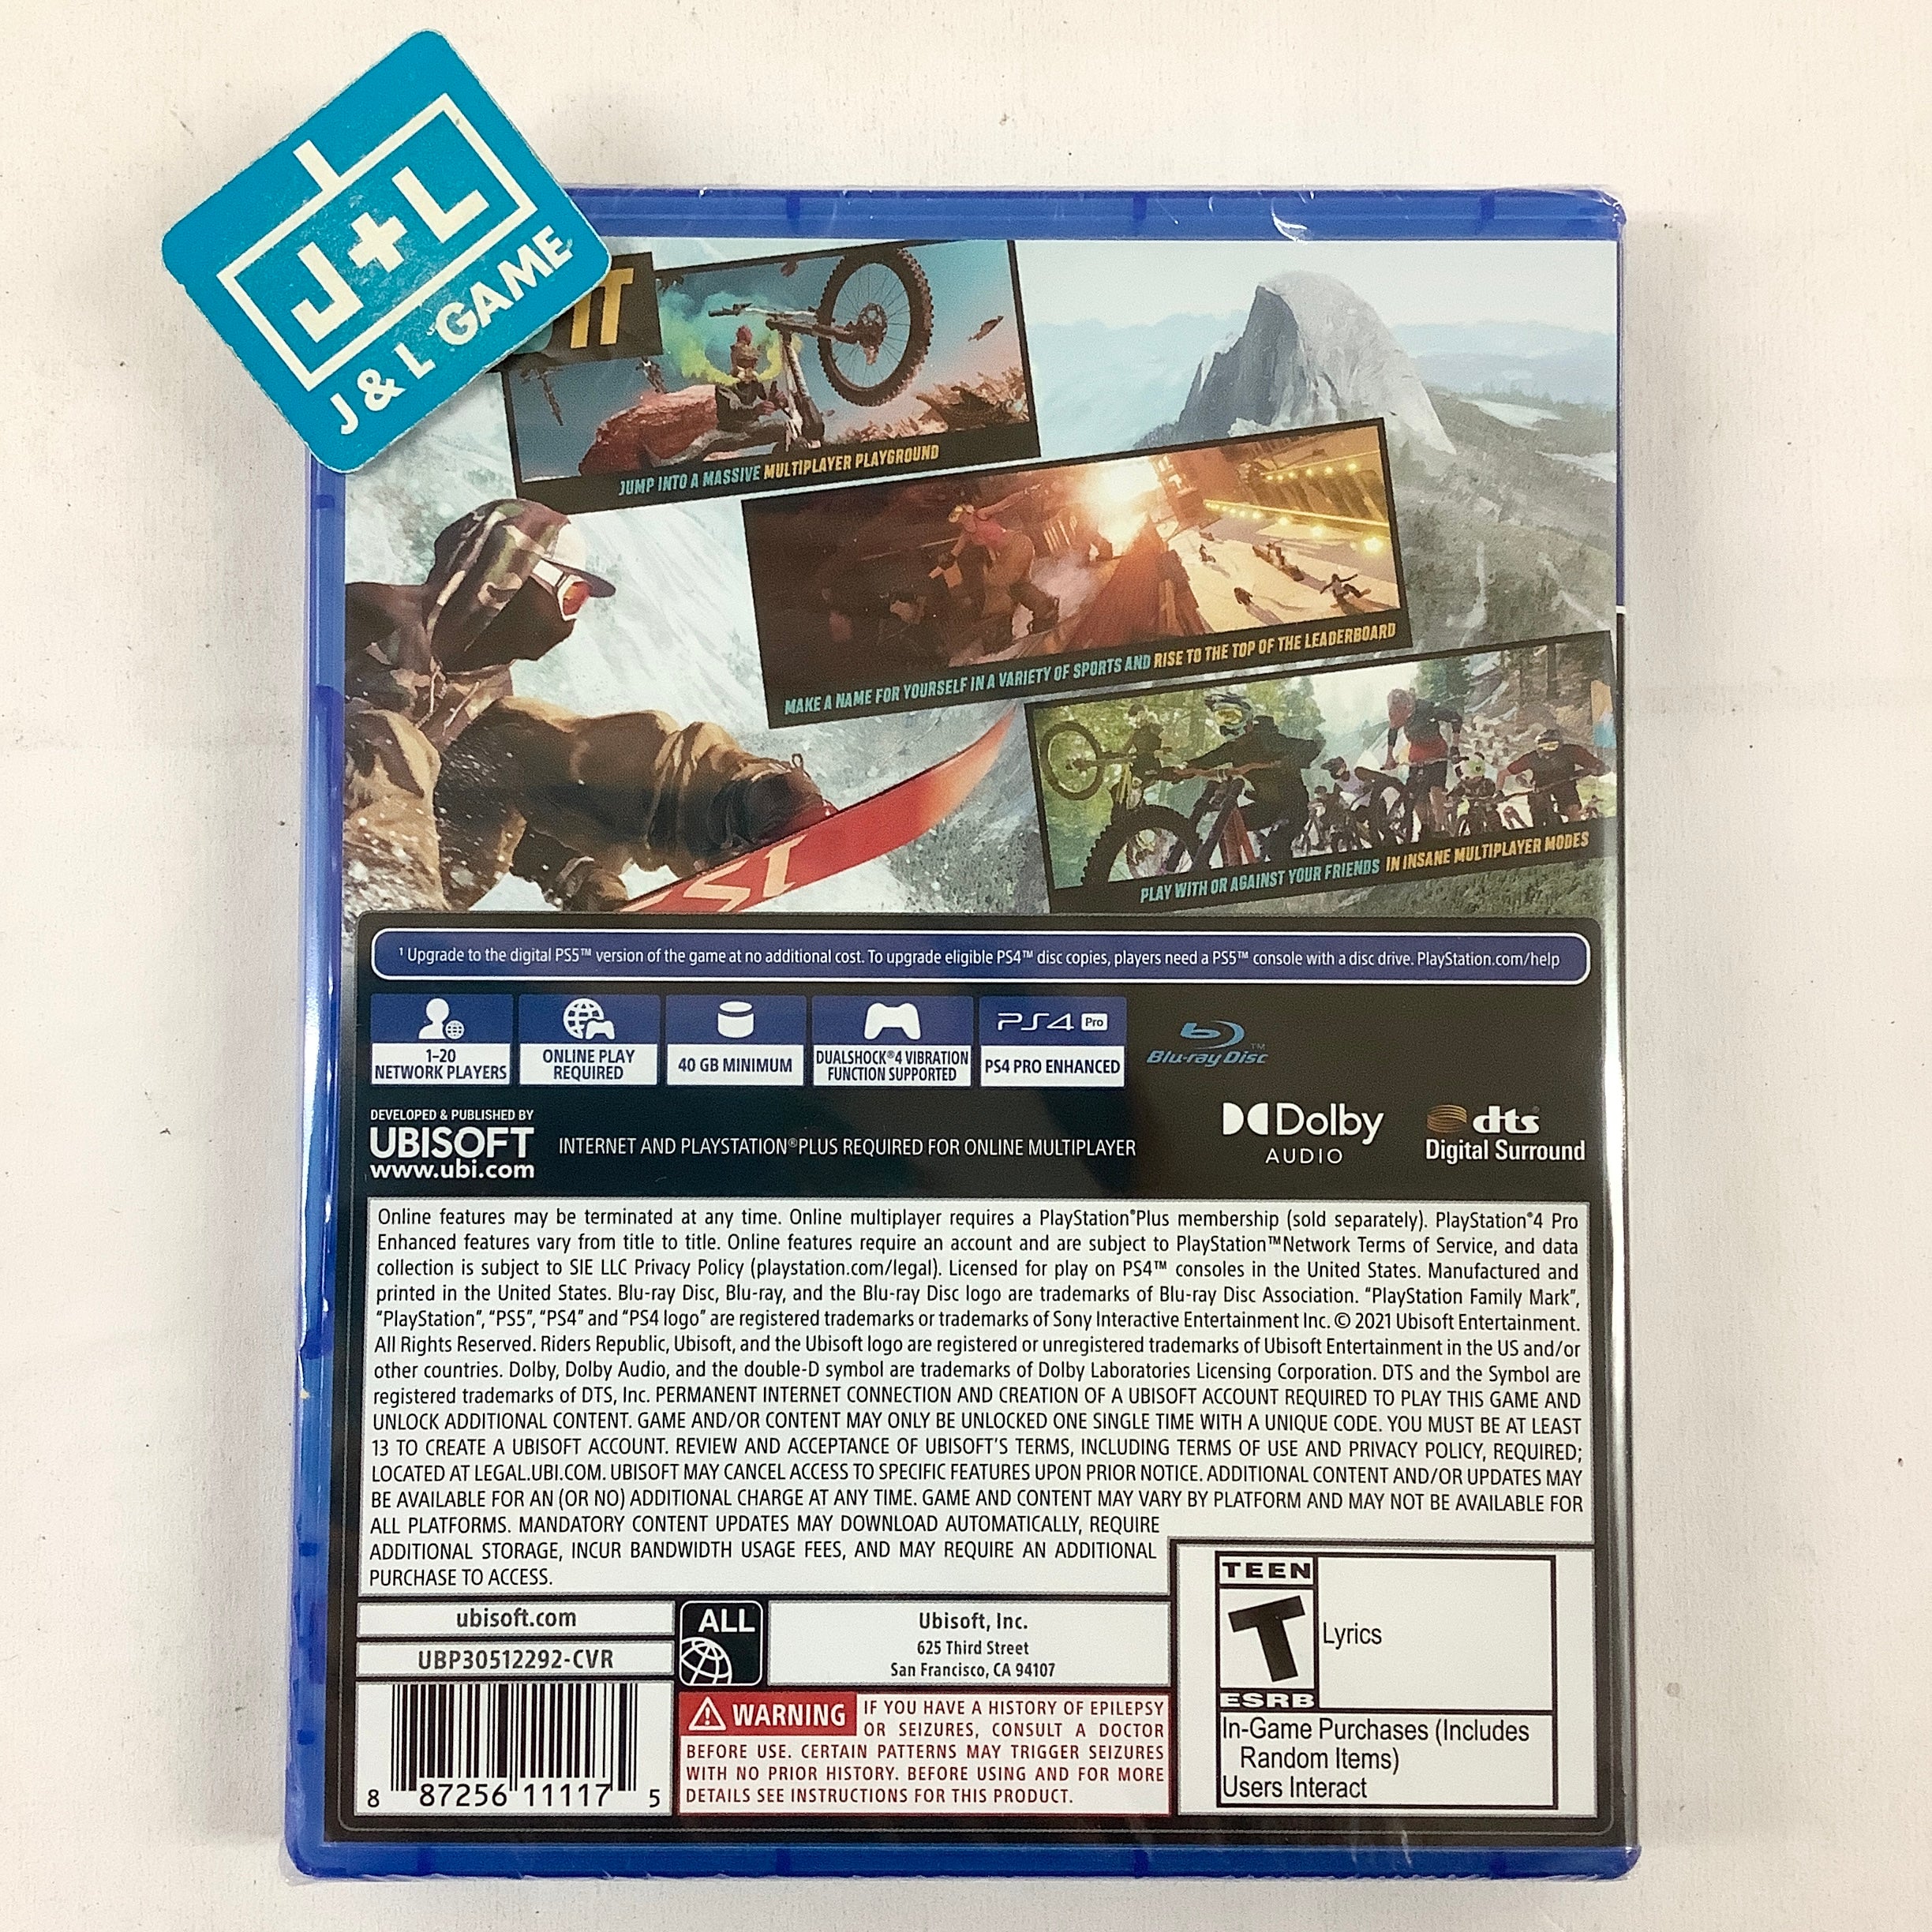 J+L
J & L GAME
IT
JUMP INTO A MASSIVE MULTIPLAYER PLAYGROUND
MAKE A NAME FOR YOURSELF IN A VARIETY OF SPORTS AND RISE TO THE TOP OF THE LEADERBOARD
PLAY WITH OR AGAINST YOUR FRIENDS IN INSANE MULTIPLAYER MODES
¹ Upgrade to the digital PS5™ version of the game at no additional cost. To upgrade eligible PS4™ disc copies, players need a PS5™ console with a disc drive. PlayStation.com/help
PS4 Pro
1–20
NETWORK PLAYERS
ONLINE PLAY
REQUIRED
40 GB MINIMUM
DUALSHOCK®4 VIBRATION
FUNCTION SUPPORTED
PS4 PRO ENHANCED
Blu-ray Disc™
DEVELOPED & PUBLISHED BY
UBISOFT
www.ubi.com
INTERNET AND PLAYSTATION®PLUS REQUIRED FOR ONLINE MULTIPLAYER
Dolby
AUDIO
dts
Digital Surround
Online features may be terminated at any time. Online multiplayer requires a PlayStation®Plus membership (sold separately). PlayStation®4 Pro
Enhanced features vary from title to title. Online features require an account and are subject to PlayStation™Network Terms of Service, and data
collection is subject to SIE LLC Privacy Policy (playstation.com/legal). Licensed for play on PS4™ consoles in the United States. Manufactured and
printed in the United States. Blu-ray Disc, Blu-ray, and the Blu-ray Disc logo are trademarks of Blu-ray Disc Association. “PlayStation Family Mark”,
“PlayStation”, “PS5”, “PS4” and “PS4 logo” are registered trademarks or trademarks of Sony Interactive Entertainment Inc. © 2021 Ubisoft Entertainment.
All Rights Reserved. Riders Republic, Ubisoft, and the Ubisoft logo are registered or unregistered trademarks of Ubisoft Entertainment in the US and/or
other countries. Dolby, Dolby Audio, and the double-D symbol are trademarks of Dolby Laboratories Licensing Corporation. DTS and the Symbol are
registered trademarks of DTS, Inc. PERMANENT INTERNET CONNECTION AND CREATION OF A UBISOFT ACCOUNT REQUIRED TO PLAY THIS GAME AND
UNLOCK ADDITIONAL CONTENT. GAME AND/OR CONTENT MAY ONLY BE UNLOCKED ONE SINGLE TIME WITH A UNIQUE CODE. YOU MUST BE AT LEAST
13 TO CREATE A UBISOFT ACCOUNT. REVIEW AND ACCEPTANCE OF UBISOFT’S TERMS, INCLUDING TERMS OF USE AND PRIVACY POLICY, REQUIRED;
LOCATED AT LEGAL.UBI.COM. UBISOFT MAY CANCEL ACCESS TO SPECIFIC FEATURES UPON PRIOR NOTICE. ADDITIONAL CONTENT AND/OR UPDATES MAY
BE AVAILABLE FOR AN (OR NO) ADDITIONAL CHARGE AT ANY TIME. GAME AND CONTENT MAY VARY BY PLATFORM AND MAY NOT BE AVAILABLE FOR
ALL PLATFORMS. MANDATORY CONTENT UPDATES MAY DOWNLOAD AUTOMATICALLY, REQUIRE
ADDITIONAL STORAGE, INCUR BANDWIDTH USAGE FEES, AND MAY REQUIRE AN ADDITIONAL
PURCHASE TO ACCESS.
ubisoft.com
UBP30512292-CVR
ALL
Ubisoft, Inc.
625 Third Street
San Francisco, CA 94107
8 87256 11117 5
WARNING IF YOU HAVE A HISTORY OF EPILEPSY
OR SEIZURES, CONSULT A DOCTOR
BEFORE USE. CERTAIN PATTERNS MAY TRIGGER SEIZURES
WITH NO PRIOR HISTORY. BEFORE USING AND FOR MORE
DETAILS SEE INSTRUCTIONS FOR THIS PRODUCT.
TEEN
T
ESRB
Lyrics
In-Game Purchases (Includes
Random Items)
Users Interact